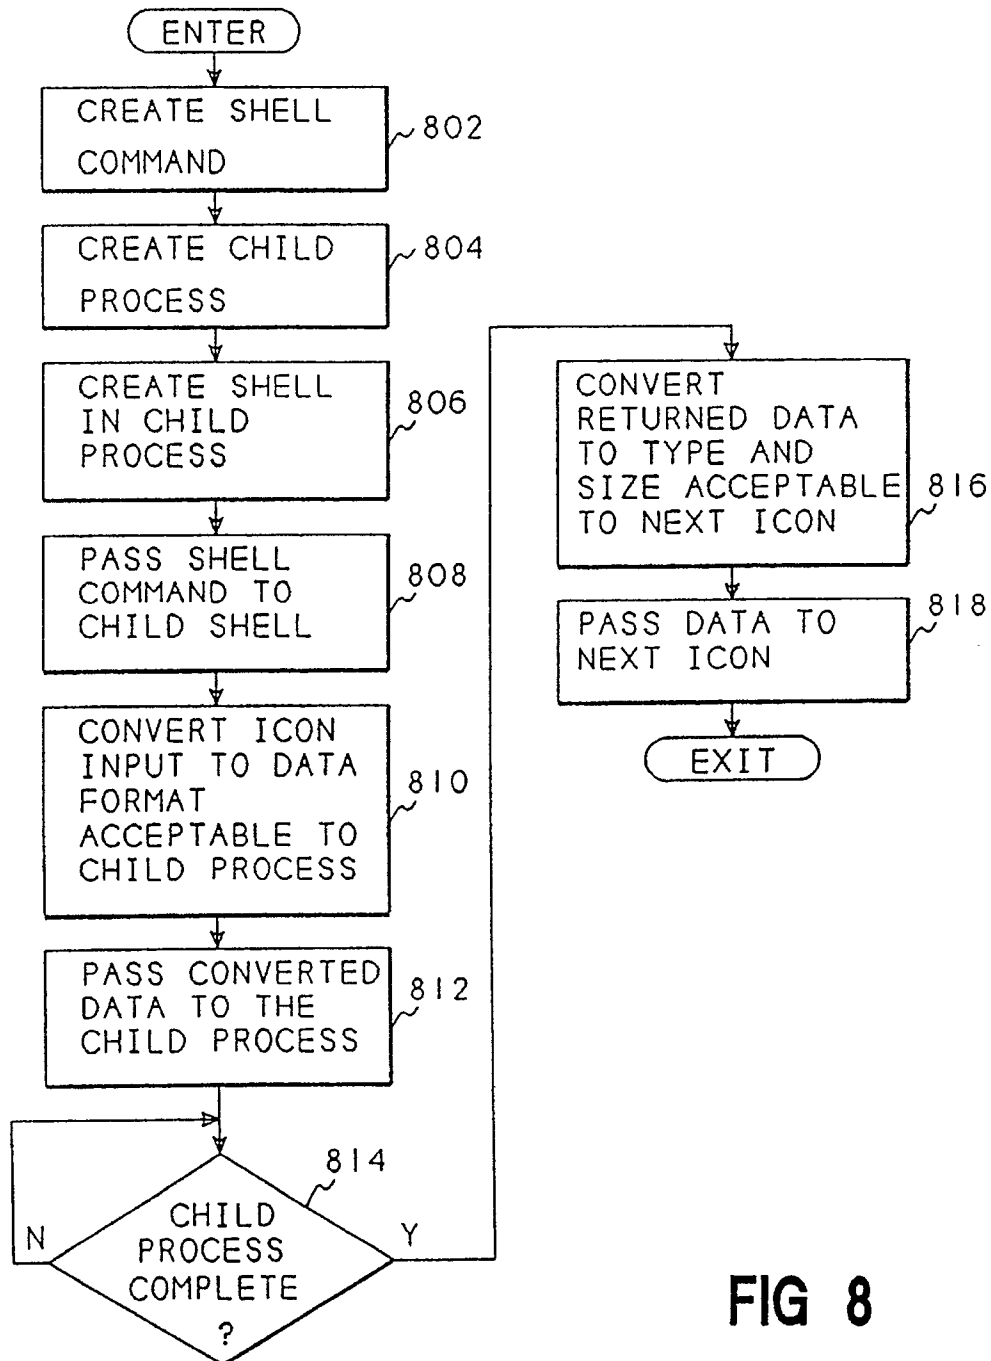 ENTER
CREATE SHELL
COMMAND
802
CREATE CHILD
PROCESS
804
CREATE SHELL
IN CHILD
PROCESS
806
PASS SHELL
COMMAND TO
CHILD SHELL
808
CONVERT ICON
INPUT TO DATA
FORMAT
ACCEPTABLE TO
CHILD PROCESS
810
PASS CONVERTED
DATA TO THE
CHILD PROCESS
812
814
CHILD
PROCESS
COMPLETE
?
N
Y
CONVERT
RETURNED DATA
TO TYPE AND
SIZE ACCEPTABLE
TO NEXT ICON
816
PASS DATA TO
NEXT ICON
818
EXIT
FIG 8